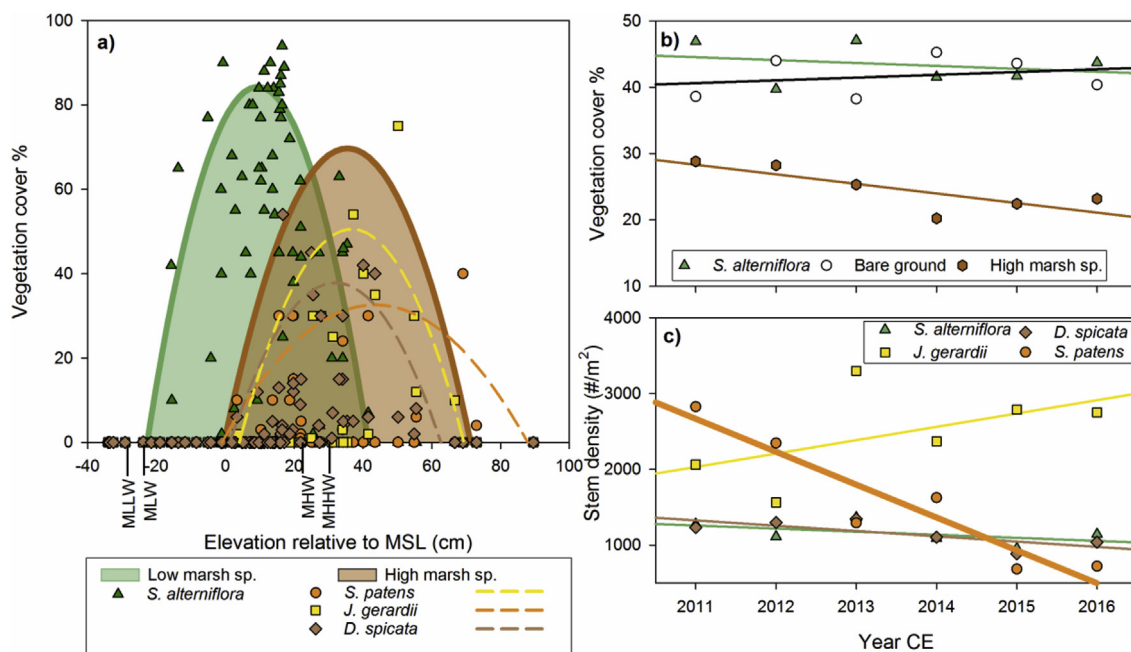 a)
Vegetation cover %
100
80
60
40
20
0
-40 -20 0 20 40 60 80 100
MLLW
MLW
MHW
MHHW
Elevation relative to MSL (cm)
Low marsh sp.
High marsh sp.
S. alterniflora
S. patens
J. gerardii
D. spicata
b)
Vegetation cover %
50
40
30
20
10
S. alterniflora Bare ground High marsh sp.
c)
Stem density (#/m²)
4000
3000
2000
1000
S. alterniflora D. spicata
J. gerardii S. patens
2011 2012 2013 2014 2015 2016
Year CE